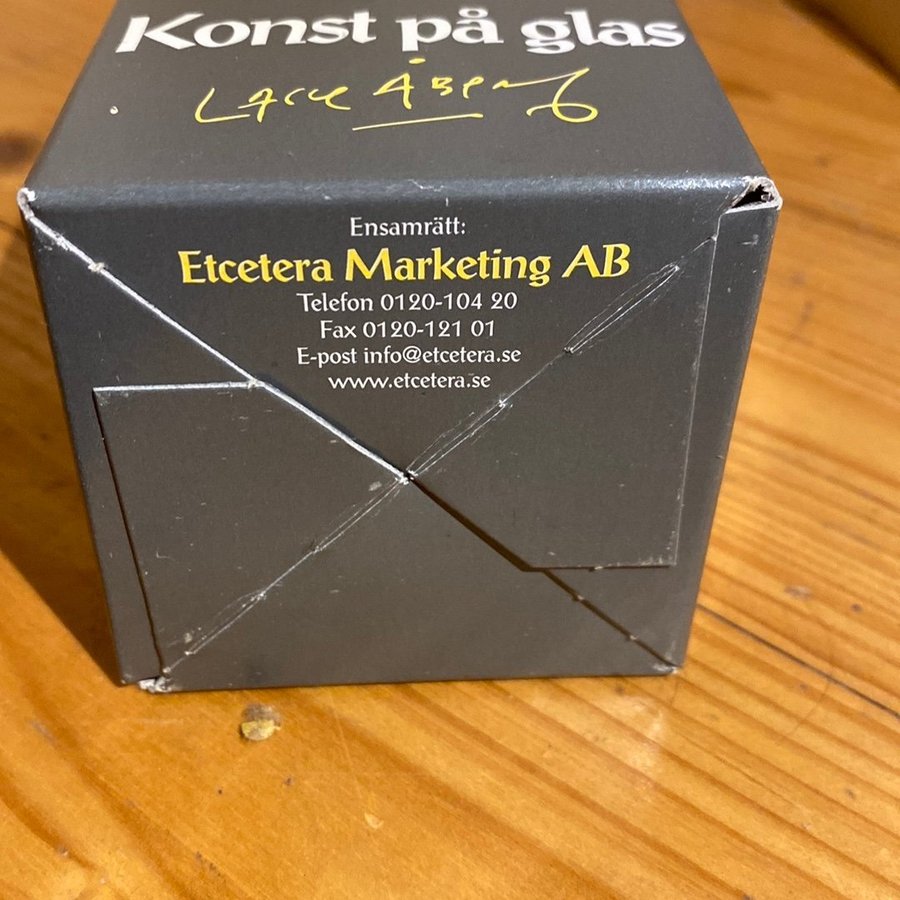 Konst på glas
Lasse Åberg
Ensamrätt:
Etcetera Marketing AB
Telefon 0120-104 20
Fax 0120-121 01
E-post info@etcetera.se
www.etcetera.se